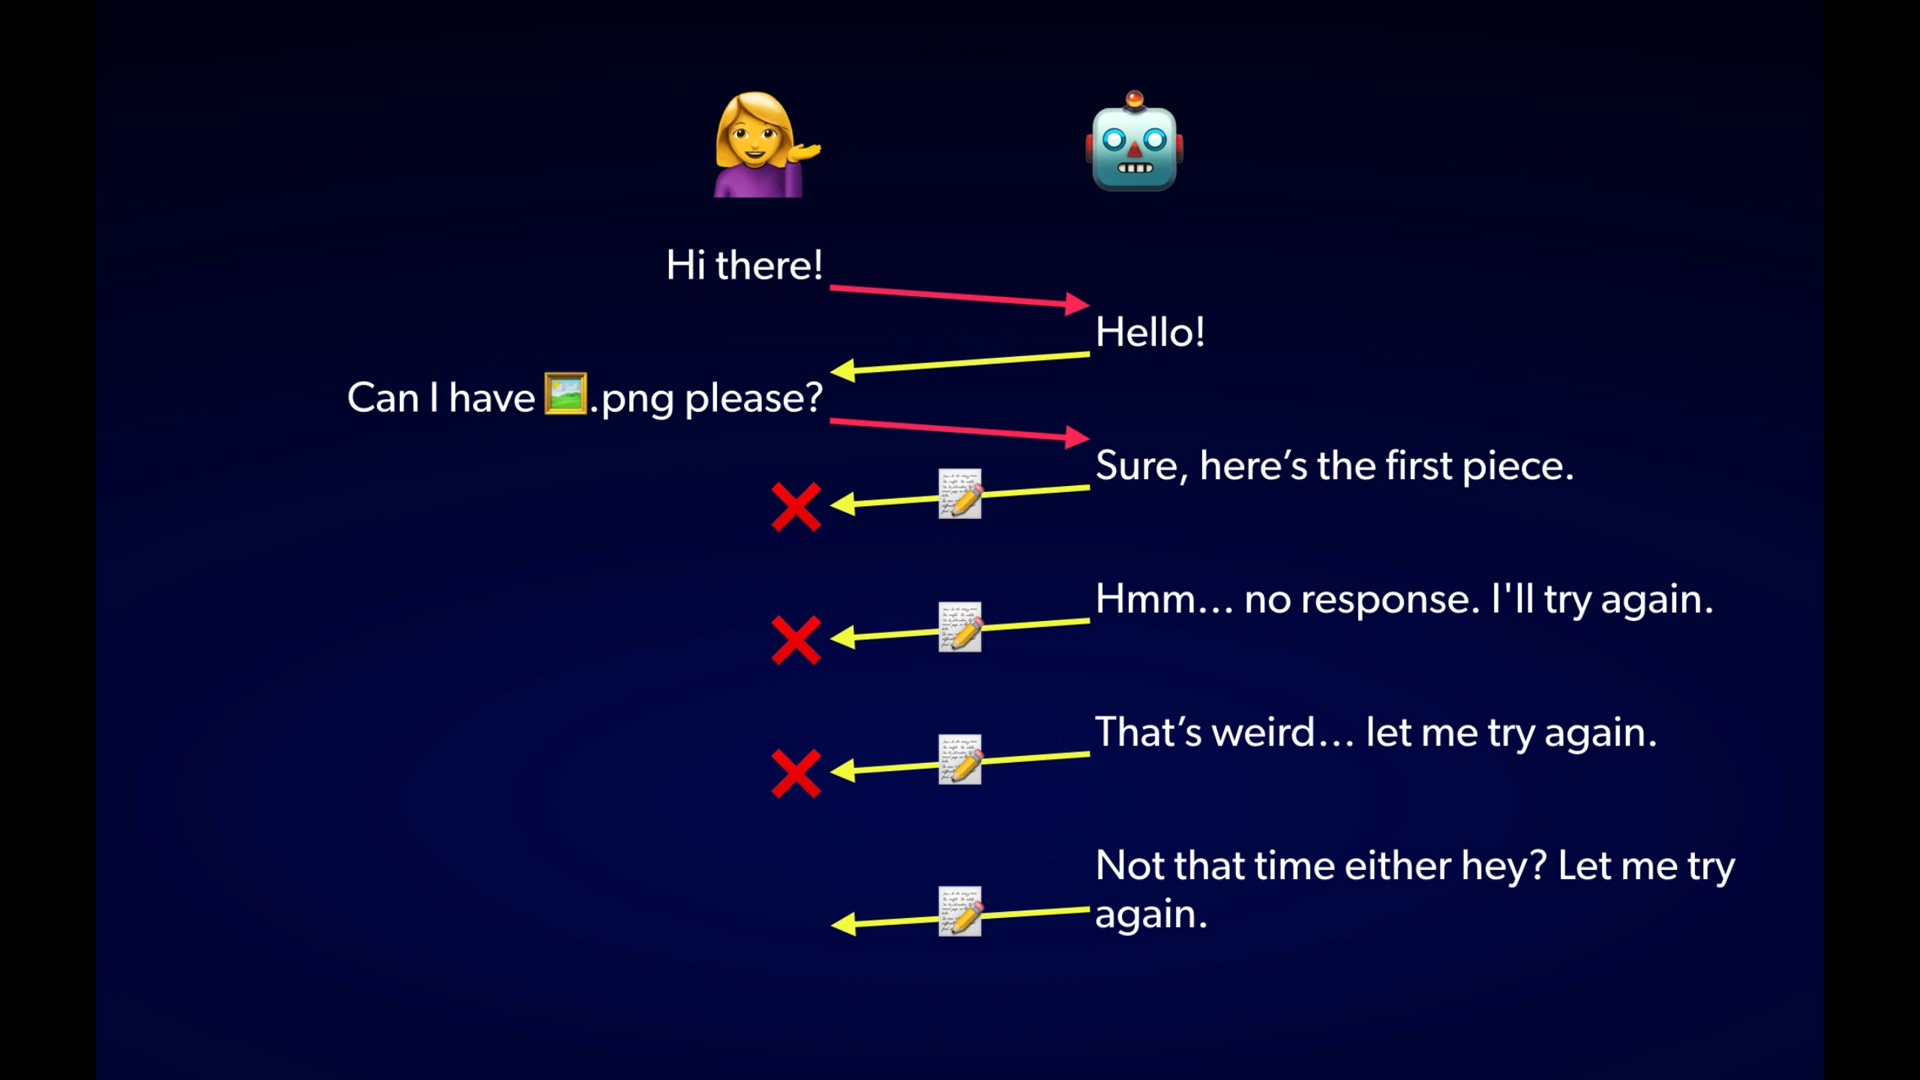 Hi there!
Hello!
Can I have 🖼️.png please?
Sure, here’s the first piece.
Hmm... no response. I'll try again.
That’s weird... let me try again.
Not that time either hey? Let me try
again.